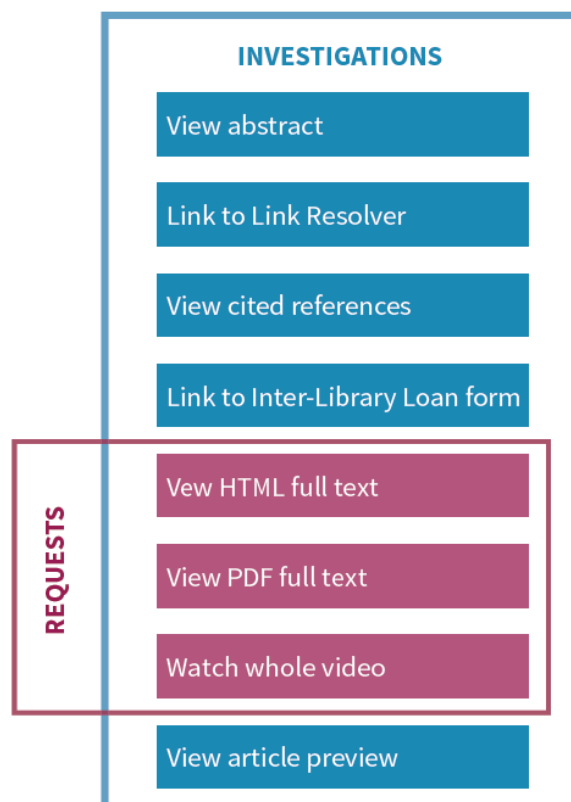 INVESTIGATIONS
View abstract
Link to Link Resolver
View cited references
Link to Inter-Library Loan form
REQUESTS
Vew HTML full text
View PDF full text
Watch whole video
View article preview